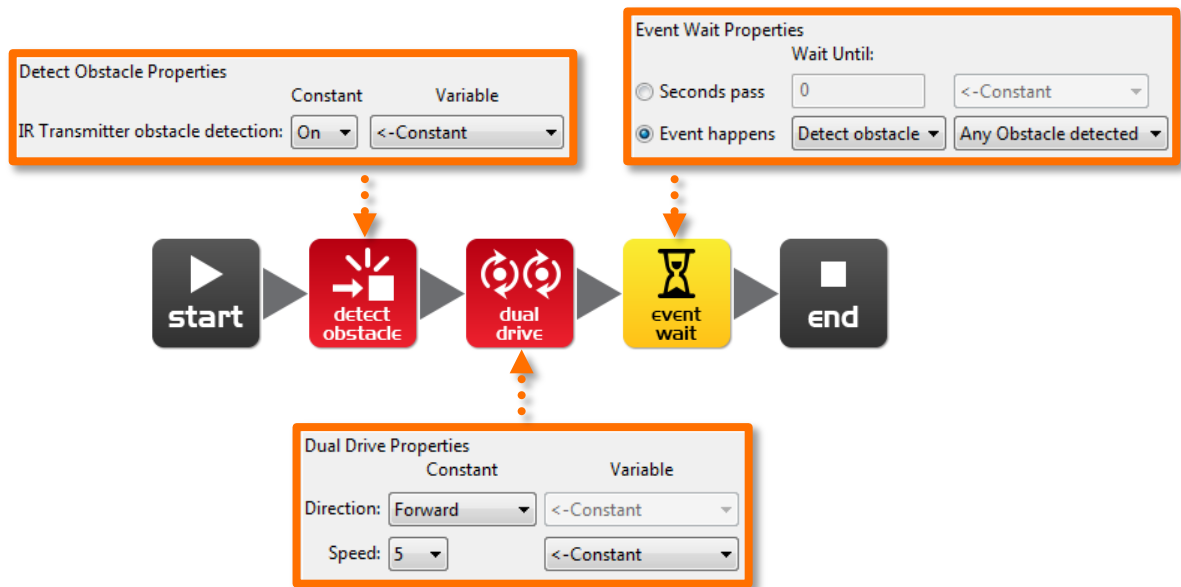 Detect Obstacle Properties
Constant Variable
IR Transmitter obstacle detection: On <-Constant
Event Wait Properties
Wait Until:
Seconds pass 0 <-Constant
Event happens Detect obstacle Any Obstacle detected
start
detect
obstacle
dual
drive
event
wait
end
Dual Drive Properties
Constant Variable
Direction: Forward <-Constant
Speed: 5 <-Constant